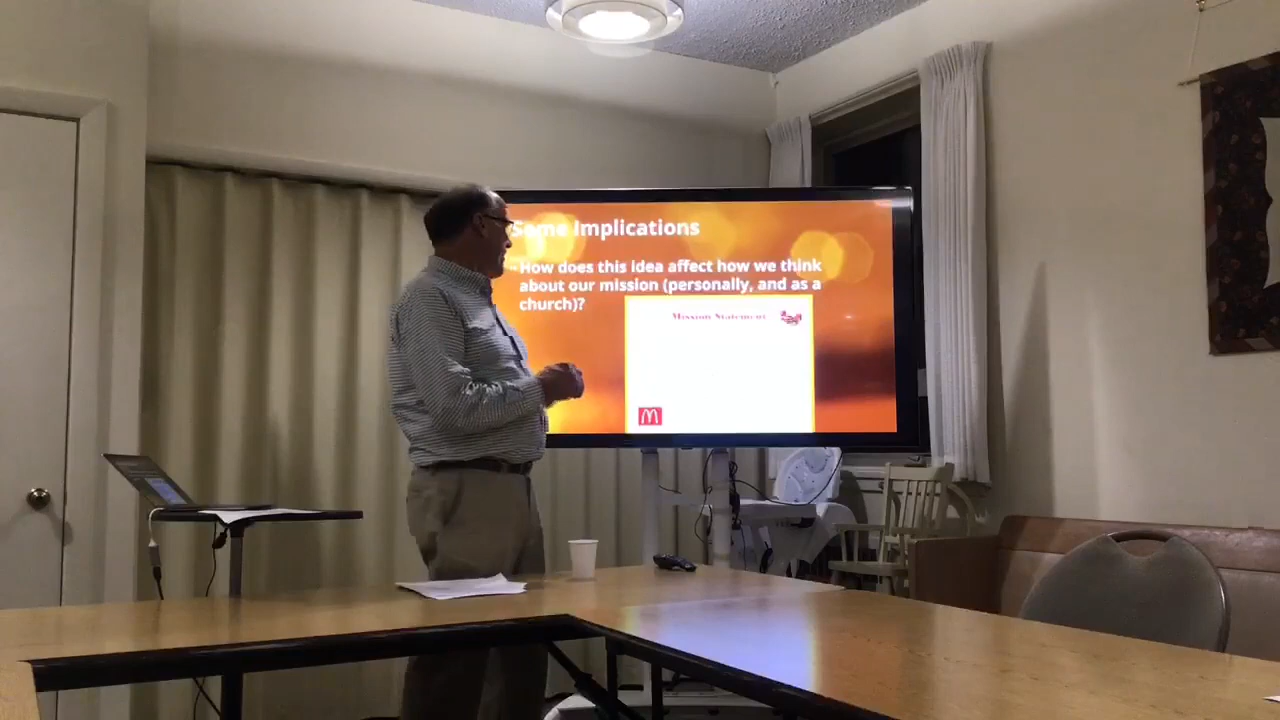 Some Implications
How does this idea affect how we think
about our mission (personally, and as a
church)?
Mission Statement